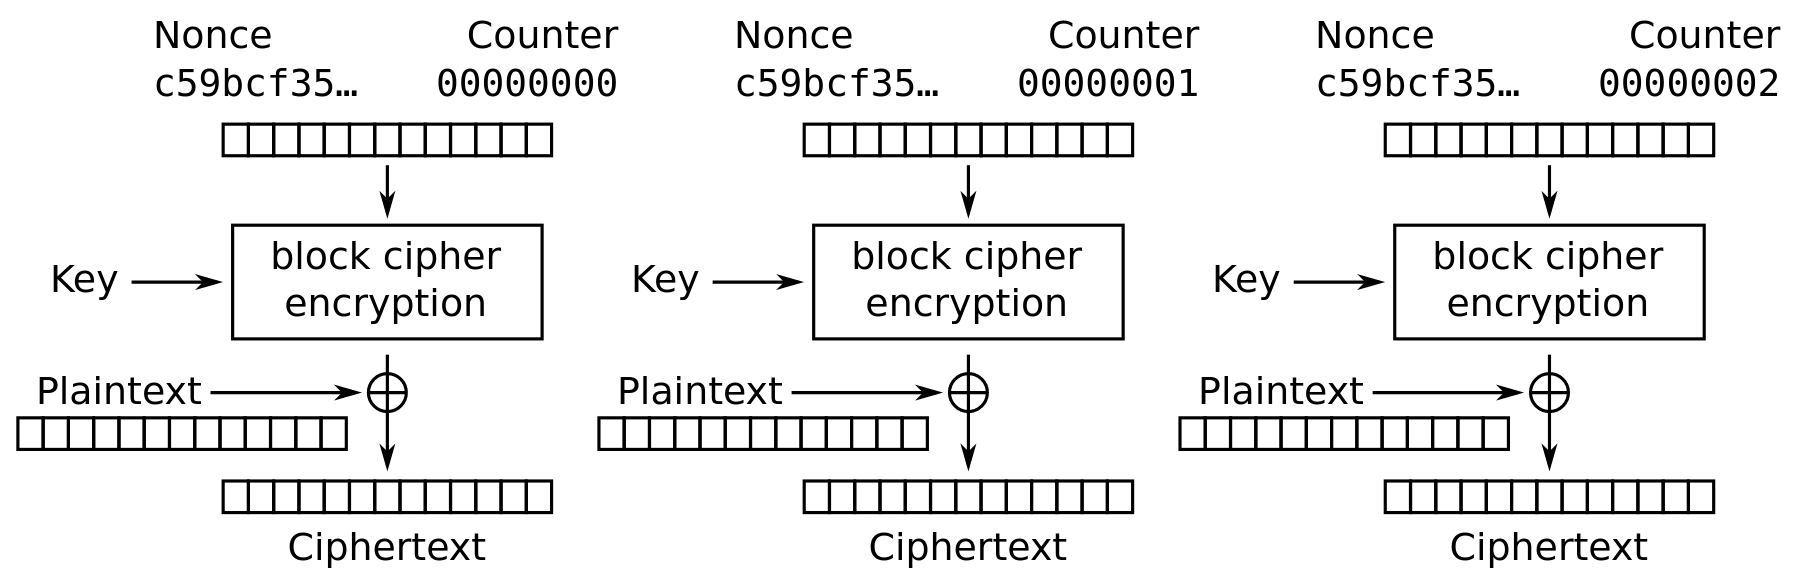 Nonce Counter Nonce Counter Nonce Counter
c59bcf35… 00000000 c59bcf35… 00000001 c59bcf35… 00000002
block cipher block cipher block cipher
Key Key Key
encryption encryption encryption
Plaintext Plaintext Plaintext
Ciphertext Ciphertext Ciphertext